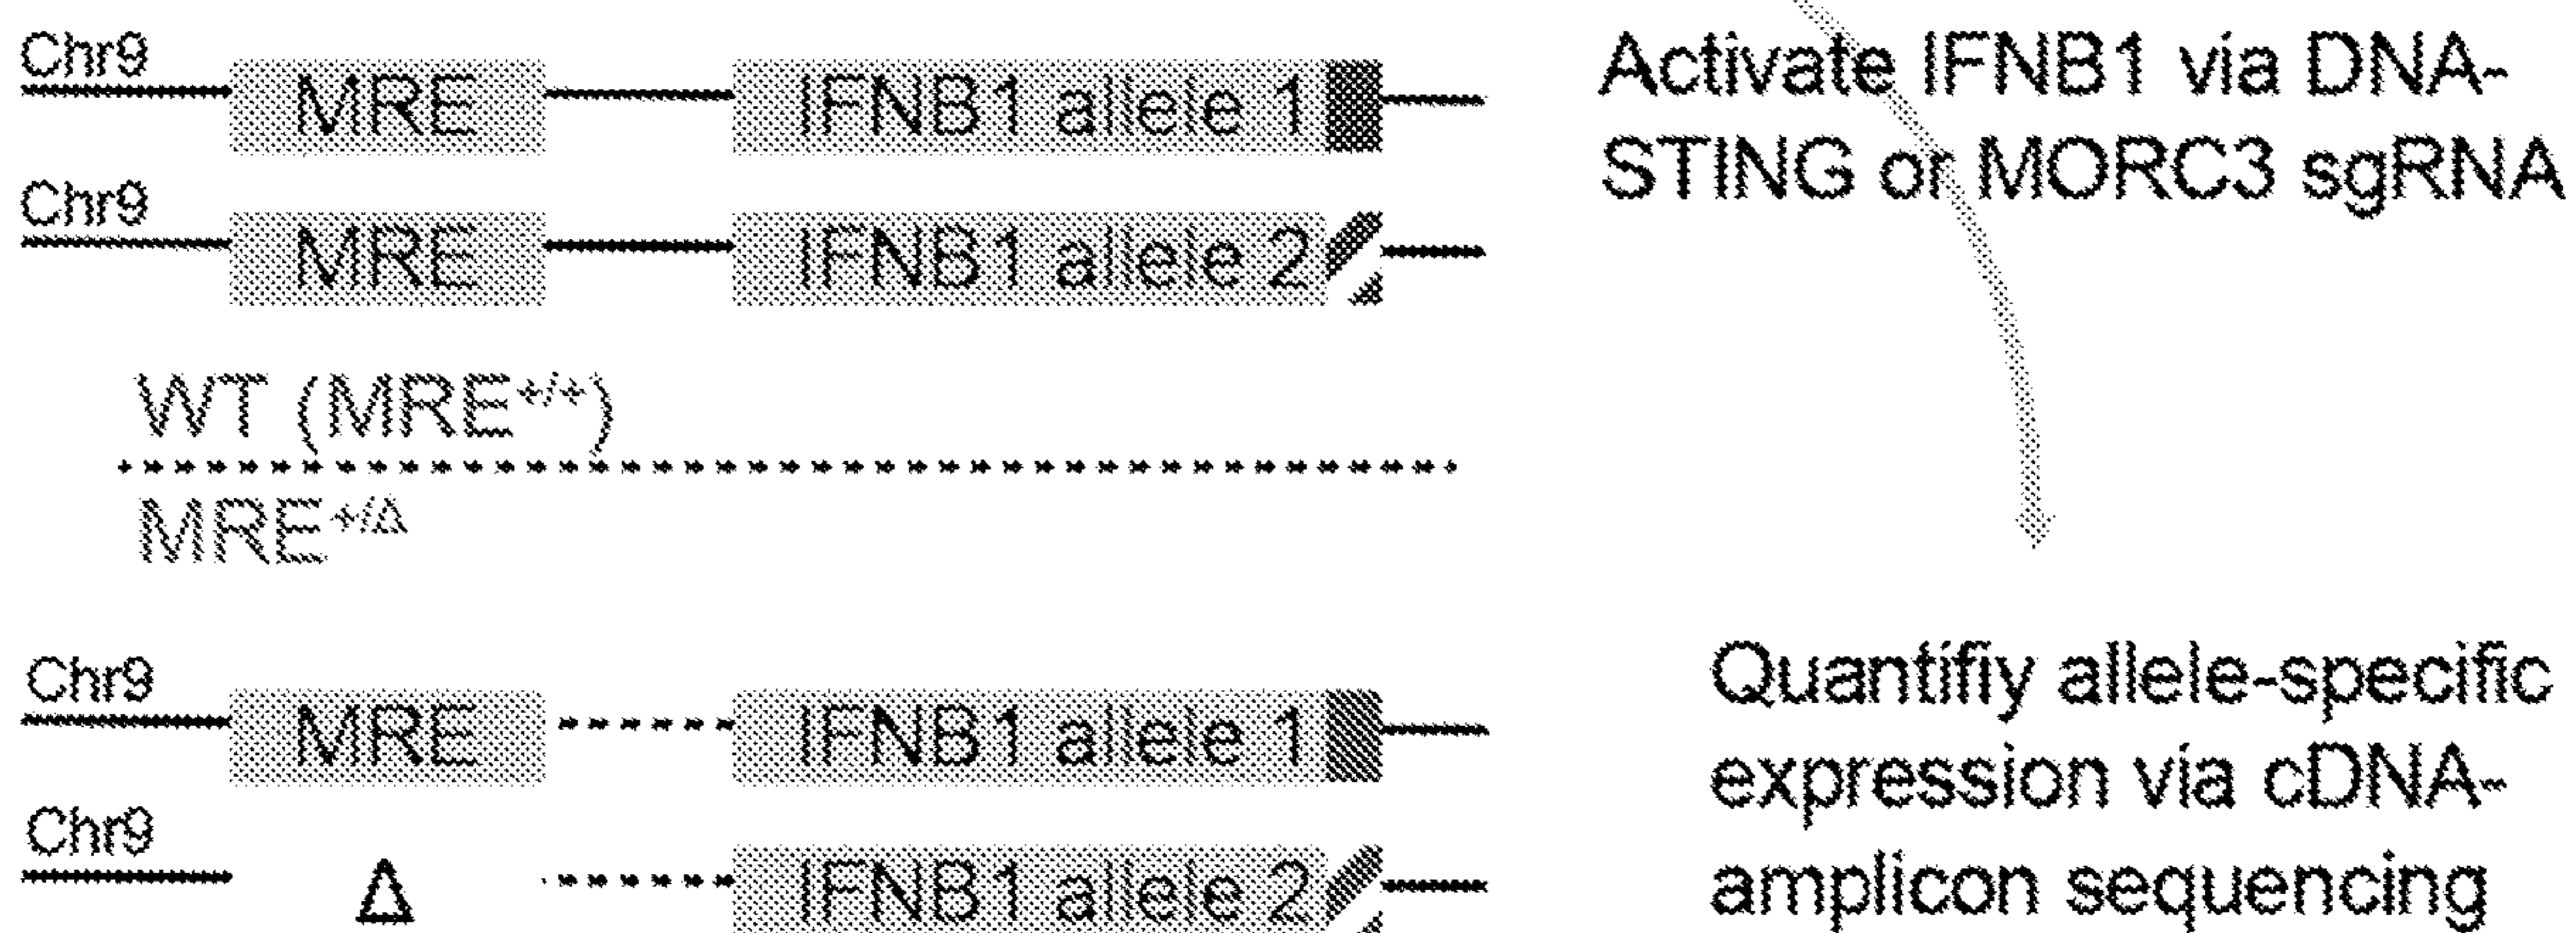 Chr9
MRE
IFNB1 allele 1
Chr9
MRE
IFNB1 allele 2
WT (MRE+/+)
MRE+/Δ
Chr9
MRE
IFNB1 allele 1
Chr9
Δ
IFNB1 allele 2
Activate IFNB1 via DNA-
STING or MORC3 sgRNA
Quantifiy allele-specific
expression via cDNA-
amplicon sequencing